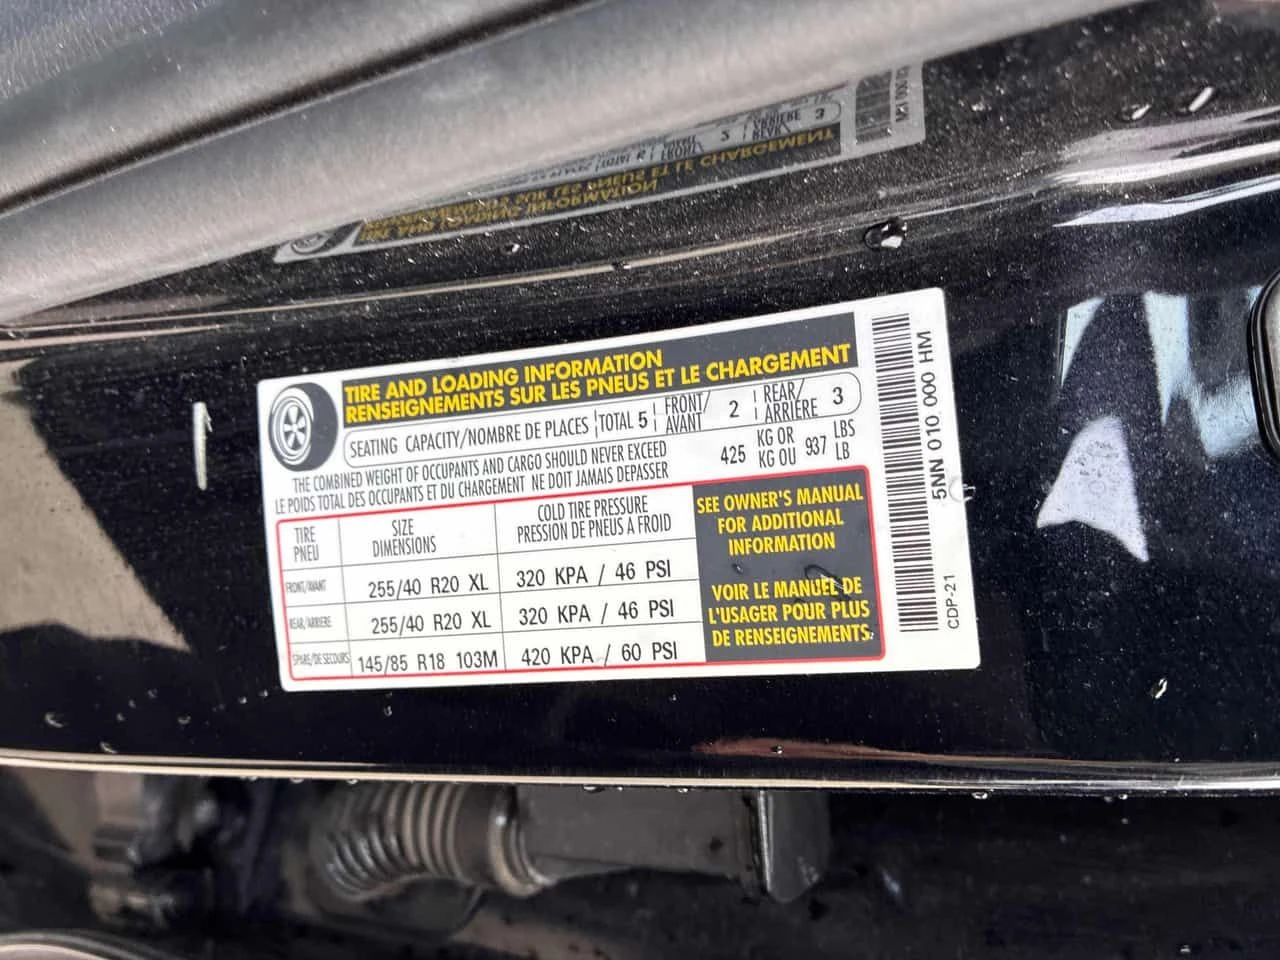 TIRE AND LOADING INFORMATION
RENSEIGNEMENTS SUR LES PNEUS ET LE CHARGEMENT
SEATING CAPACITY/NOMBRE DE PLACES TOTAL 5 FRONT/AVANT 2 REAR/ARRIÈRE 3
THE COMBINED WEIGHT OF OCCUPANTS AND CARGO SHOULD NEVER EXCEED 425 KG OR 937 LBS
LE POIDS TOTAL DES OCCUPANTS ET DU CHARGEMENT NE DOIT JAMAIS DEPASSER KG OU LB
TIRE PNEU SIZE DIMENSIONS COLD TIRE PRESSURE PRESSION DE PNEUS A FROID
FRONT/AVANT 255/40 R20 XL 320 KPA / 46 PSI
REAR/ARRIERE 255/40 R20 XL 320 KPA / 46 PSI
SPARE/DE SECOURS 145/85 R18 103M 420 KPA / 60 PSI
SEE OWNER'S MANUAL
FOR ADDITIONAL
INFORMATION
VOIR LE MANUEL DE
L'USAGER POUR PLUS
DE RENSEIGNEMENTS.
5NN 010 000 HM
CDP-21